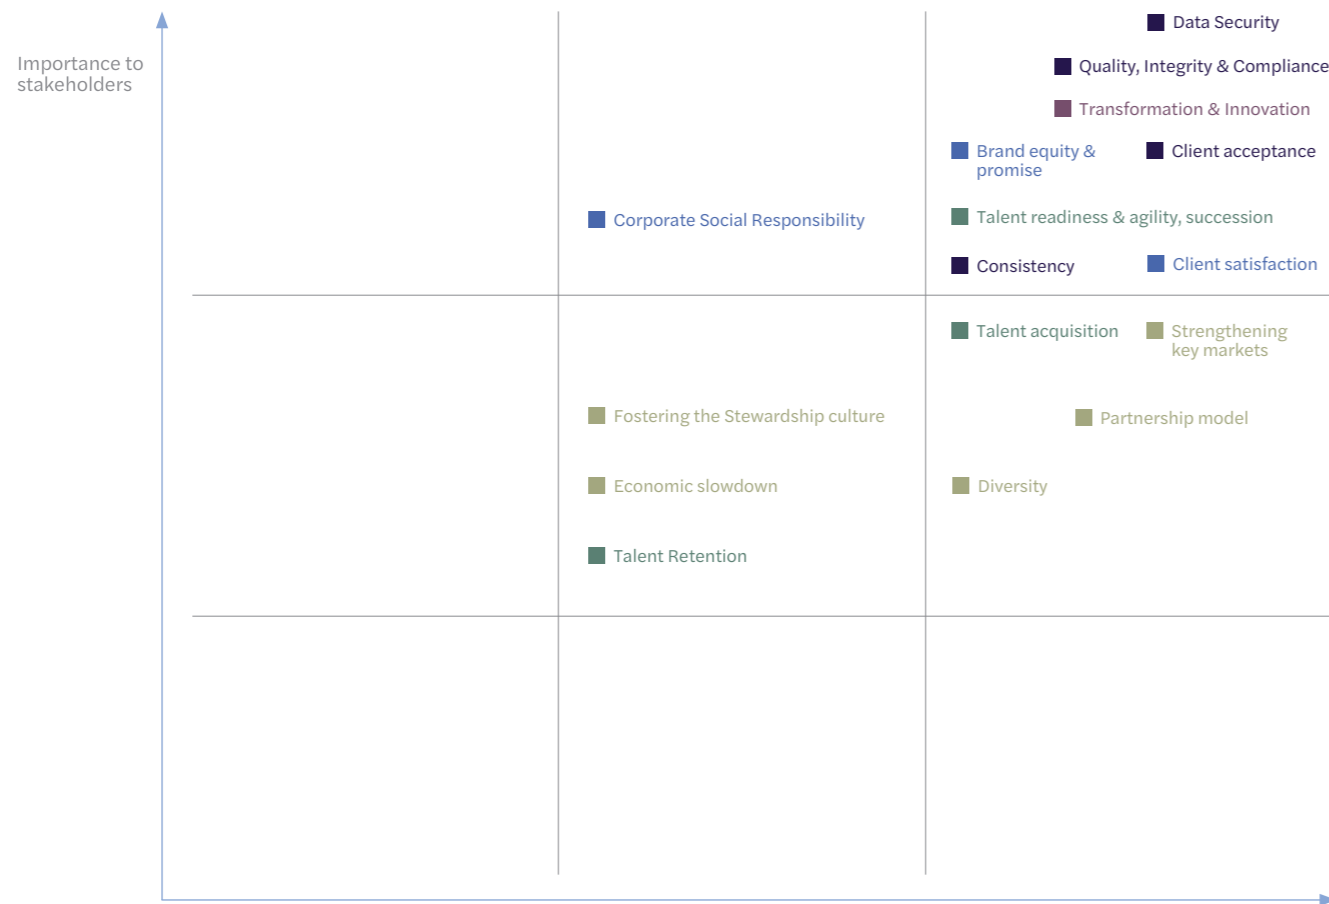 Data Security
Importance to
stakeholders
Quality, Integrity & Compliance
Transformation & Innovation
Brand equity &
promise
Client acceptance
Corporate Social Responsibility
Talent readiness & agility, succession
Consistency
Client satisfaction
Talent acquisition
Strengthening
key markets
Fostering the Stewardship culture
Partnership model
Economic slowdown
Diversity
Talent Retention